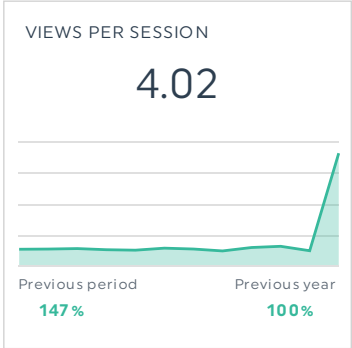 VIEWS PER SESSION
4.02
Previous period Previous year
147% 100%